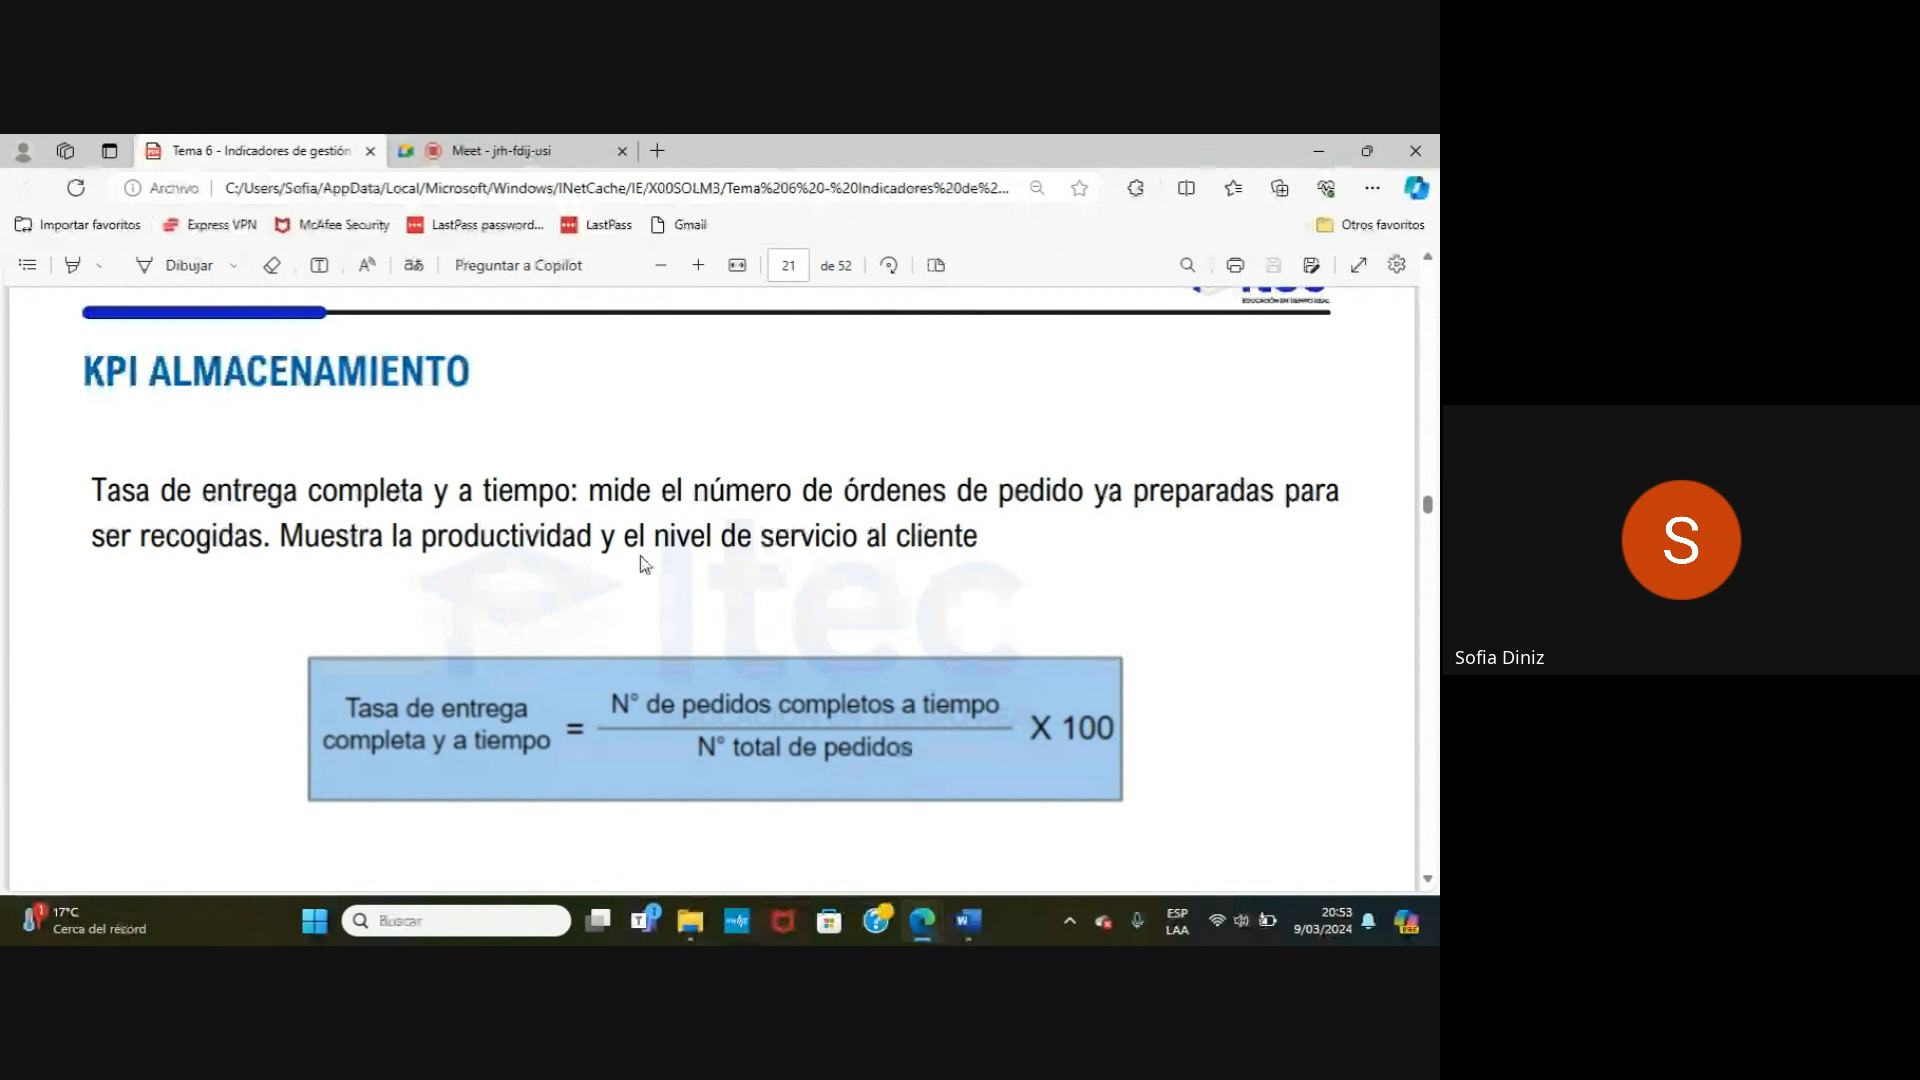 Tema 6 - Indicadores de gestión
Meet - jrh-fdij-usi
Archivo
C:/Users/Sofia/AppData/Local/Microsoft/Windows/INetCache/IE/X00SOLM3/Tema%206%20-%20Indicadores%20de%2...
Importar favoritos
Express VPN
McAfee Security
LastPass password...
LastPass
Gmail
Otros favoritos
Dibujar
Preguntar a Copilot
21
de 52
EDUCACIÓN EN TIEMPO REAL
KPI ALMACENAMIENTO
Tasa de entrega completa y a tiempo: mide el número de órdenes de pedido ya preparadas para
ser recogidas. Muestra la productividad y el nivel de servicio al cliente
Itec
Tasa de entrega
completa y a tiempo
=
N° de pedidos completos a tiempo
N° total de pedidos
X 100
S
Sofia Diniz
17°C
Cerca del récord
Buscar
ESP
LAA
20:53
9/03/2024